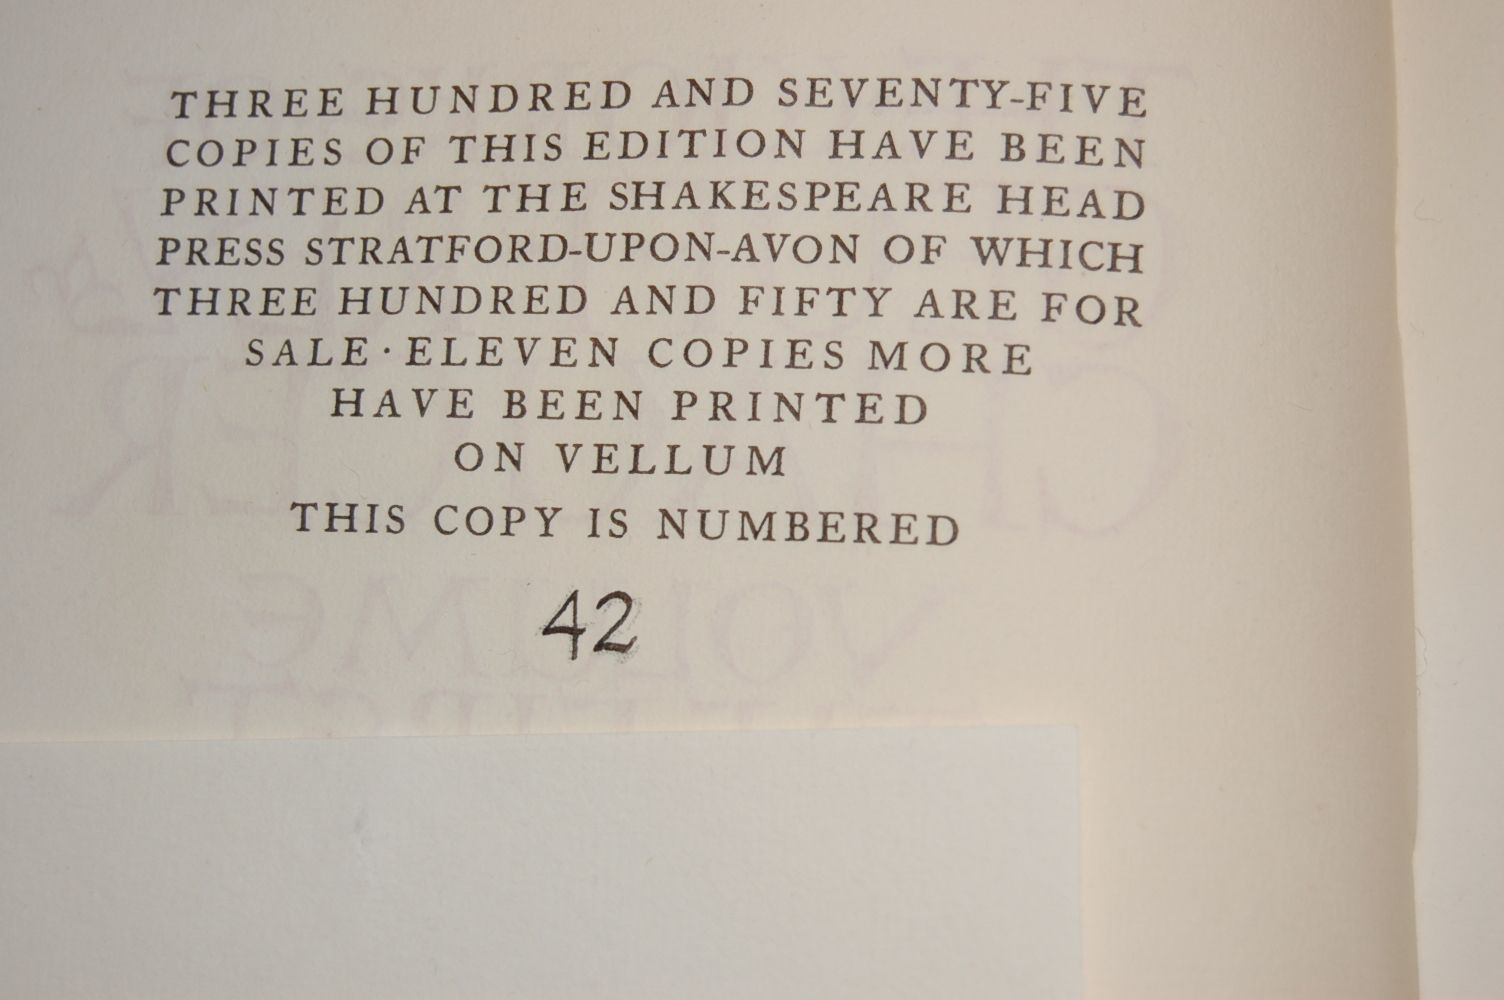 THREE HUNDRED AND SEVENTY-FIVE
COPIES OF THIS EDITION HAVE BEEN
PRINTED AT THE SHAKESPEARE HEAD
PRESS STRATFORD-UPON-AVON OF WHICH
THREE HUNDRED AND FIFTY ARE FOR
SALE · ELEVEN COPIES MORE
HAVE BEEN PRINTED
ON VELLUM
THIS COPY IS NUMBERED
42